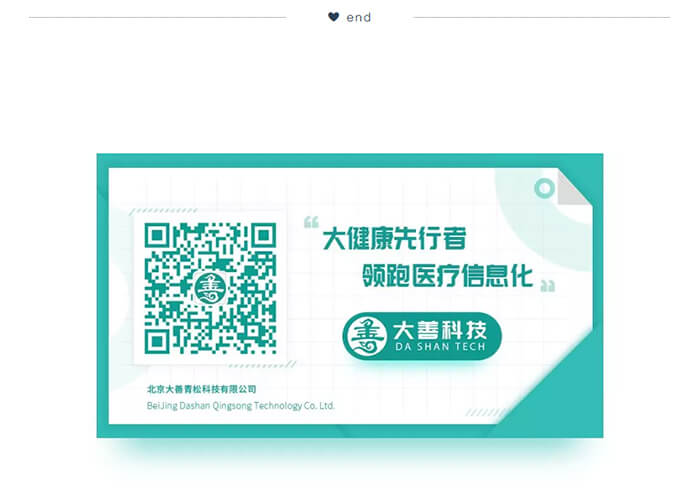 end
“大健康先行者
领跑医疗信息化”
善 大善科技
DA SHAN TECH
善
北京大善青松科技有限公司
BeiJing Dashan Qingsong Technology Co. Ltd.